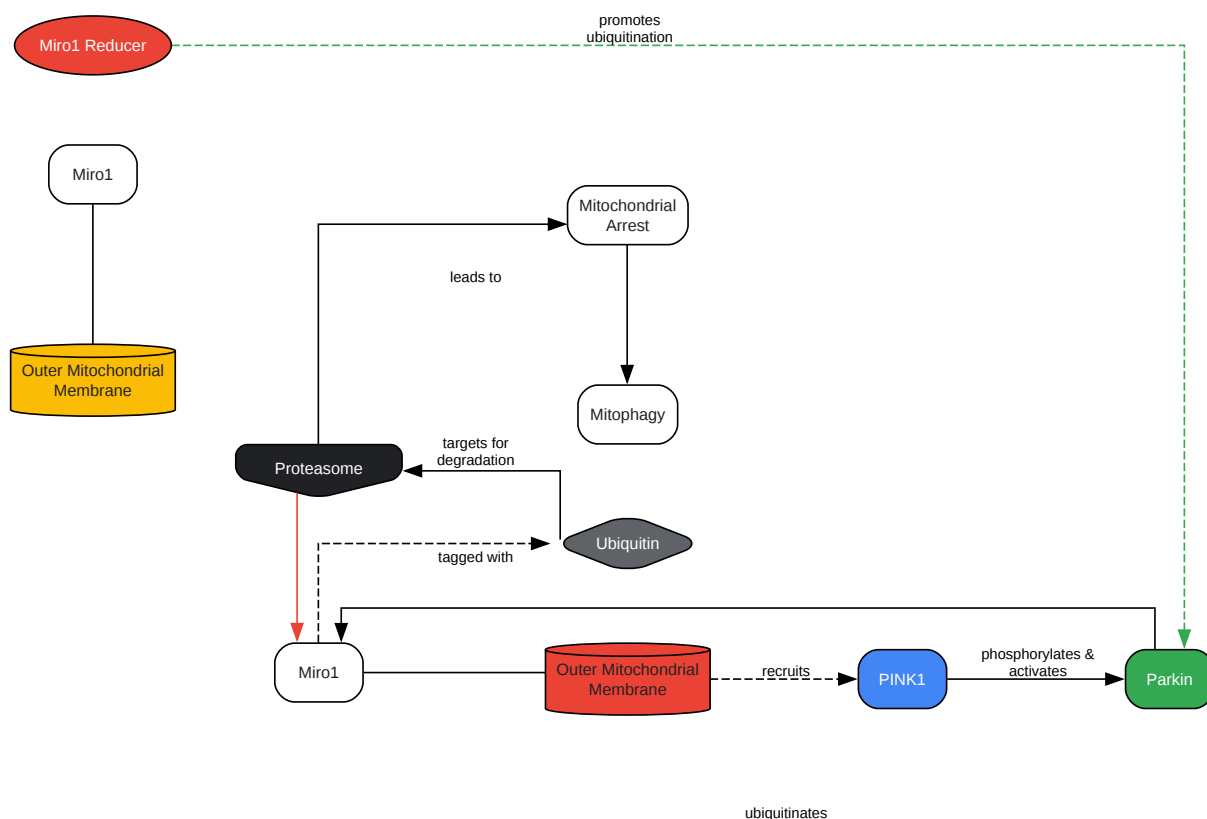 promotes
ubiquitination
Miro1 Reducer
Miro1
Mitochondrial
Arrest
leads to
Outer Mitochondrial
Membrane
Mitophagy
targets for
degradation
Proteasome
Ubiquitin
tagged with
Miro1
Outer Mitochondrial
Membrane
recruits
PINK1
phosphorylates &
activates
Parkin
ubiquitinates